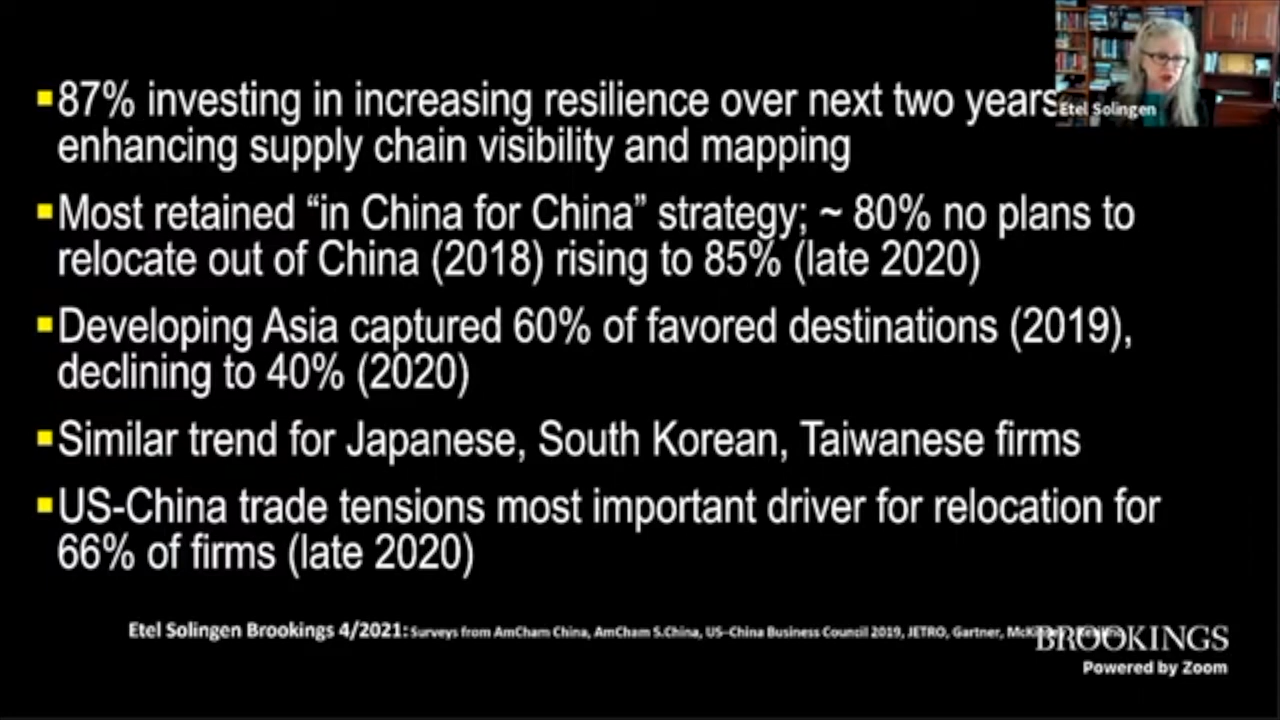 ▪87% investing in increasing resilience over next two years
enhancing supply chain visibility and mapping
▪Most retained “in China for China” strategy; ~ 80% no plans to
relocate out of China (2018) rising to 85% (late 2020)
▪Developing Asia captured 60% of favored destinations (2019),
declining to 40% (2020)
▪Similar trend for Japanese, South Korean, Taiwanese firms
▪US-China trade tensions most important driver for relocation for
66% of firms (late 2020)
Etel Solingen
Etel Solingen Brookings 4/2021: Surveys from AmCham China, AmCham S.China, US–China Business Council 2019, JETRO, Gartner,
BROOKINGS
Powered by Zoom